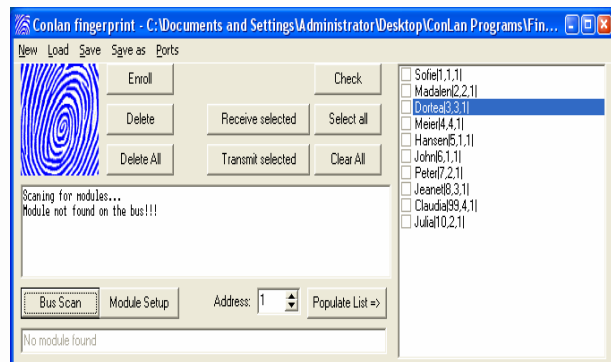 Conlan fingerprint - C:\Documents and Settings\Administrator\Desktop\ConLan Programs\Fin...
New Load Save Save as Ports
Enroll Check
Delete Receive selected Select all
Delete All Transmit selected Clear All
Scaning for modules...
Module not found on the bus!!!
Bus Scan Module Setup Address: 1 Populate List =>
No module found
Sofie|1,1,1|
Madalen|2,2,1|
Dortea|3,3,1|
Meier|4,4,1|
Hansen|5,1,1|
John|6,1,1|
Peter|7,2,1|
Jeanet|8,3,1|
Claudia|99,4,1|
Julia|10,2,1|